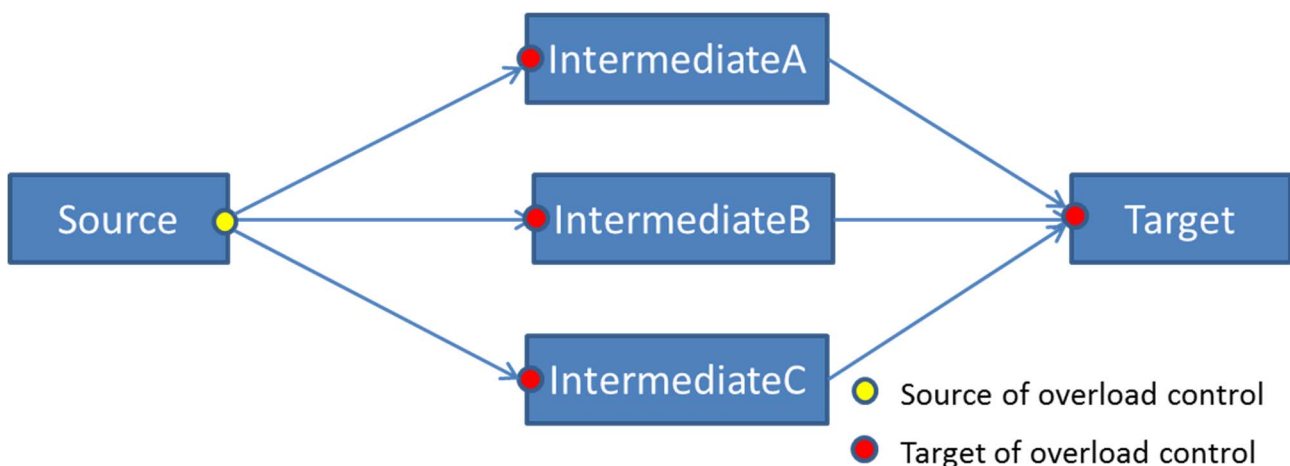 IntermediateA
Source
IntermediateB
Target
IntermediateC
Source of overload control
Target of overload control